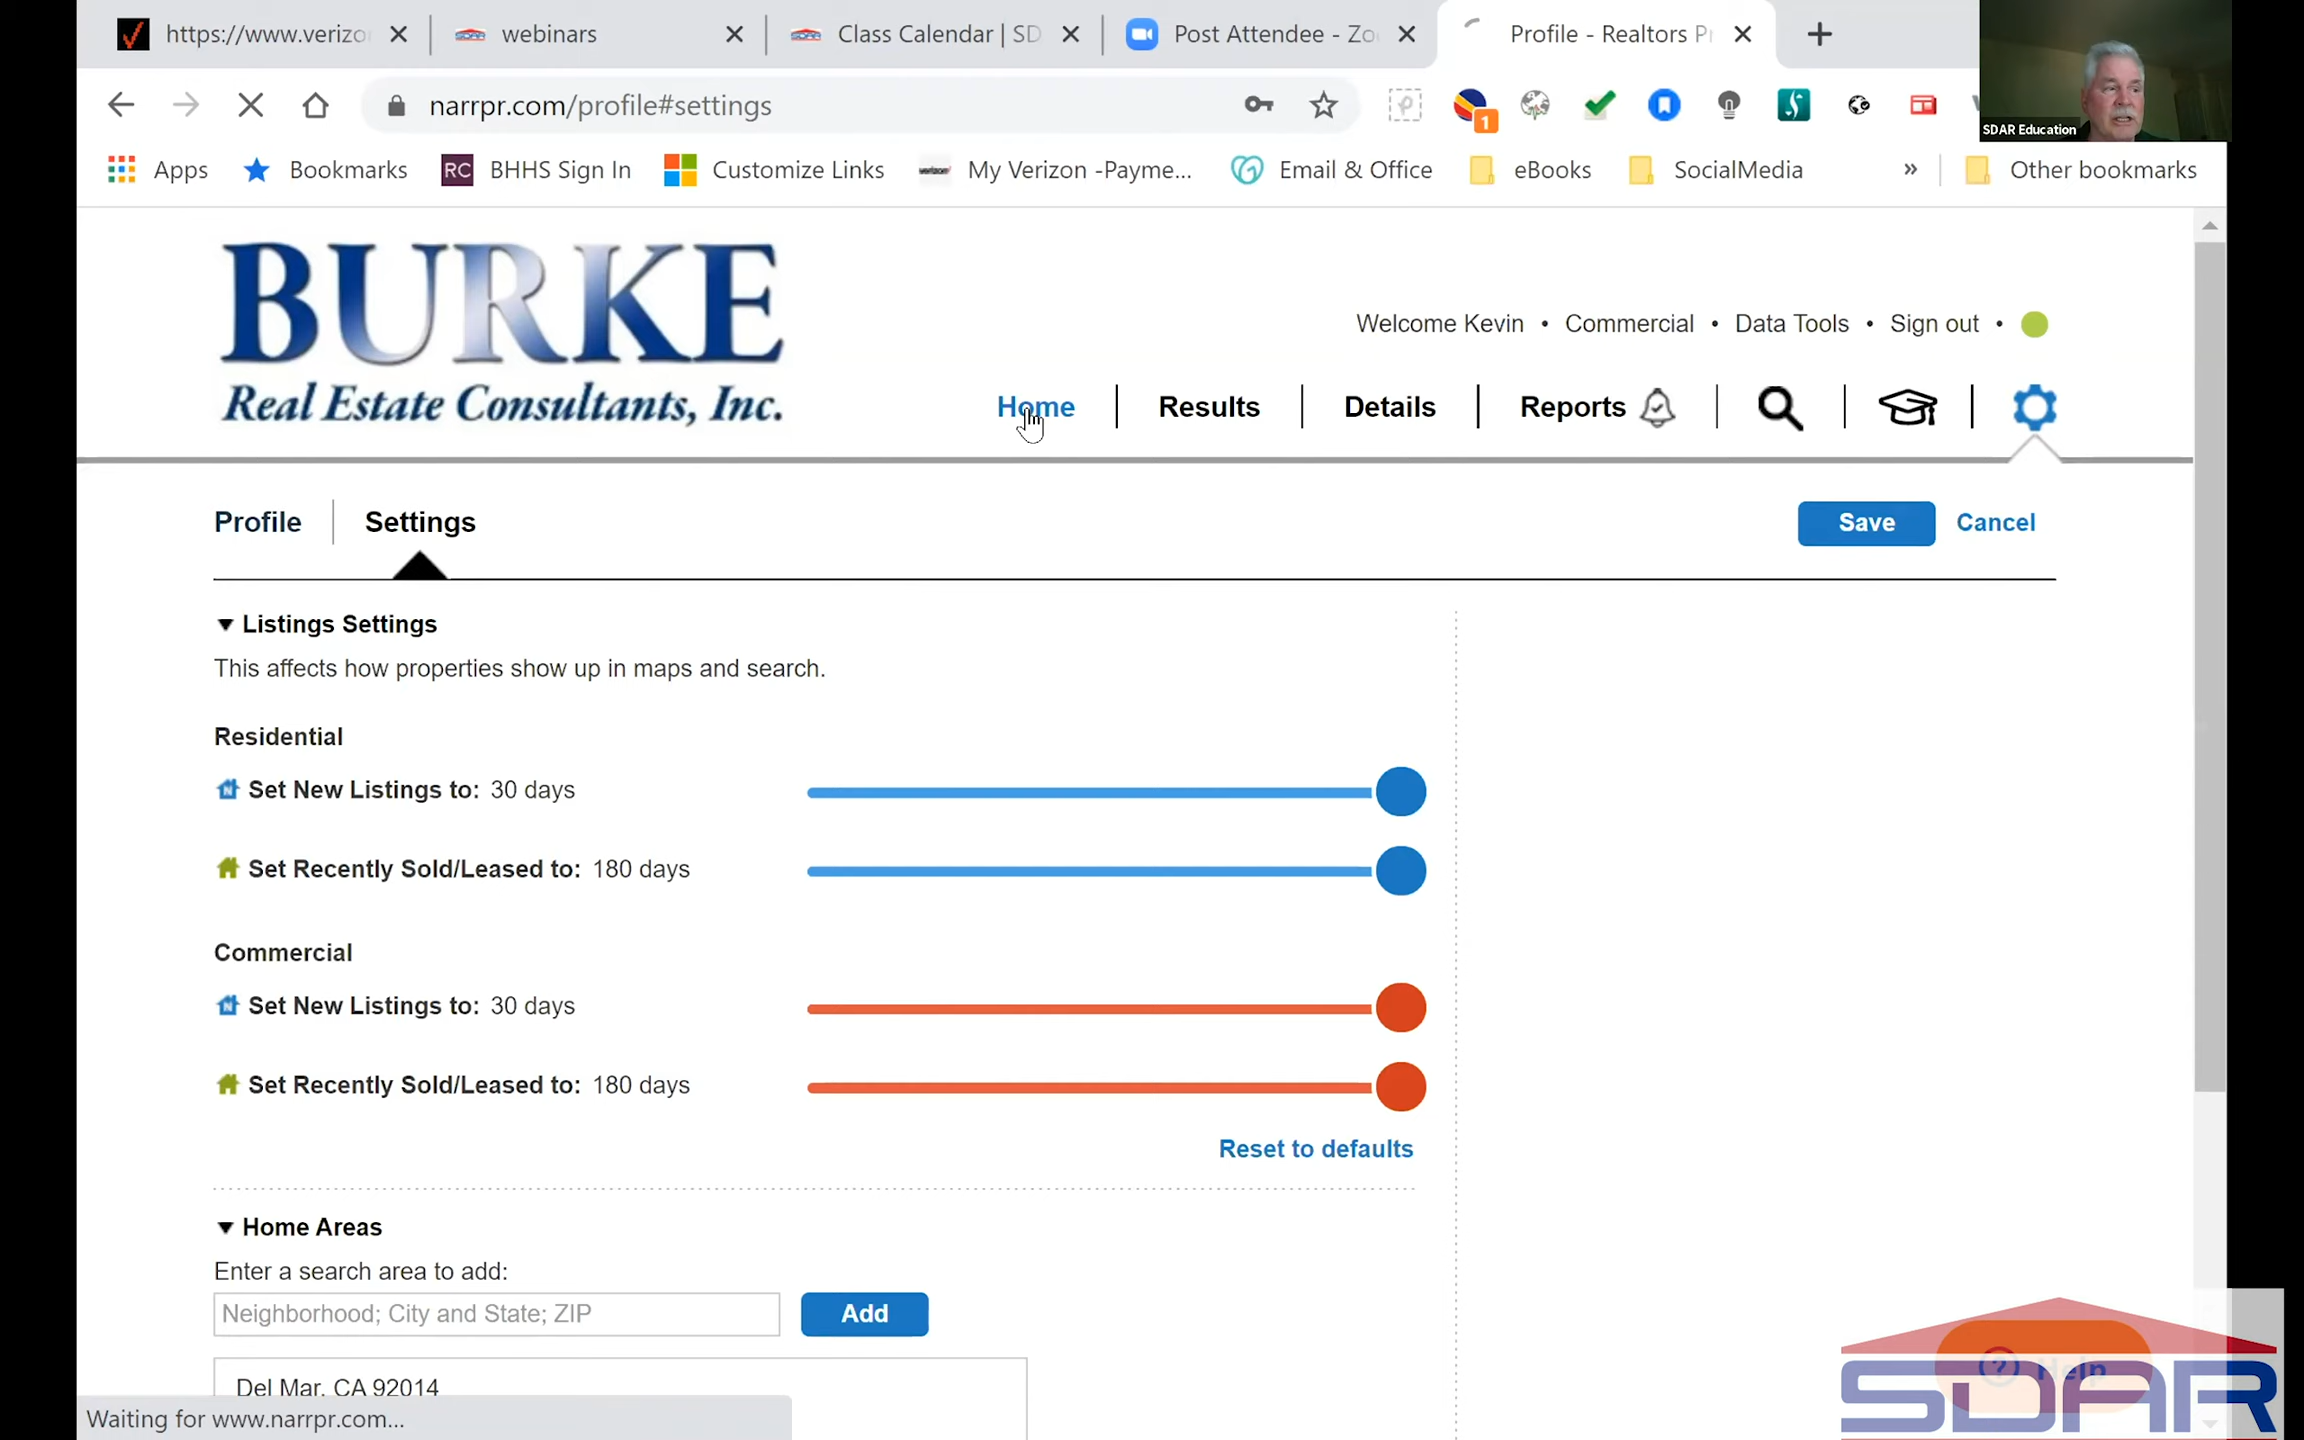 https://www.verizo
webinars
Class Calendar | SD
Post Attendee - Zo
Profile - Realtors P
narrpr.com/profile#settings
1
SDAR Education
Apps
Bookmarks
RC BHHS Sign In
Customize Links
verizon My Verizon -Payme...
Email & Office
eBooks
SocialMedia
»
Other bookmarks
BURKE
Real Estate Consultants, Inc.
Welcome Kevin • Commercial • Data Tools • Sign out •
Home | Results | Details | Reports
Profile | Settings
Save Cancel
Listings Settings
This affects how properties show up in maps and search.
Residential
N Set New Listings to: 30 days
Set Recently Sold/Leased to: 180 days
Commercial
N Set New Listings to: 30 days
Set Recently Sold/Leased to: 180 days
Reset to defaults
Home Areas
Enter a search area to add:
Neighborhood; City and State; ZIP
Add
Del Mar, CA 92014
Waiting for www.narrpr.com...
? Help
SDAR